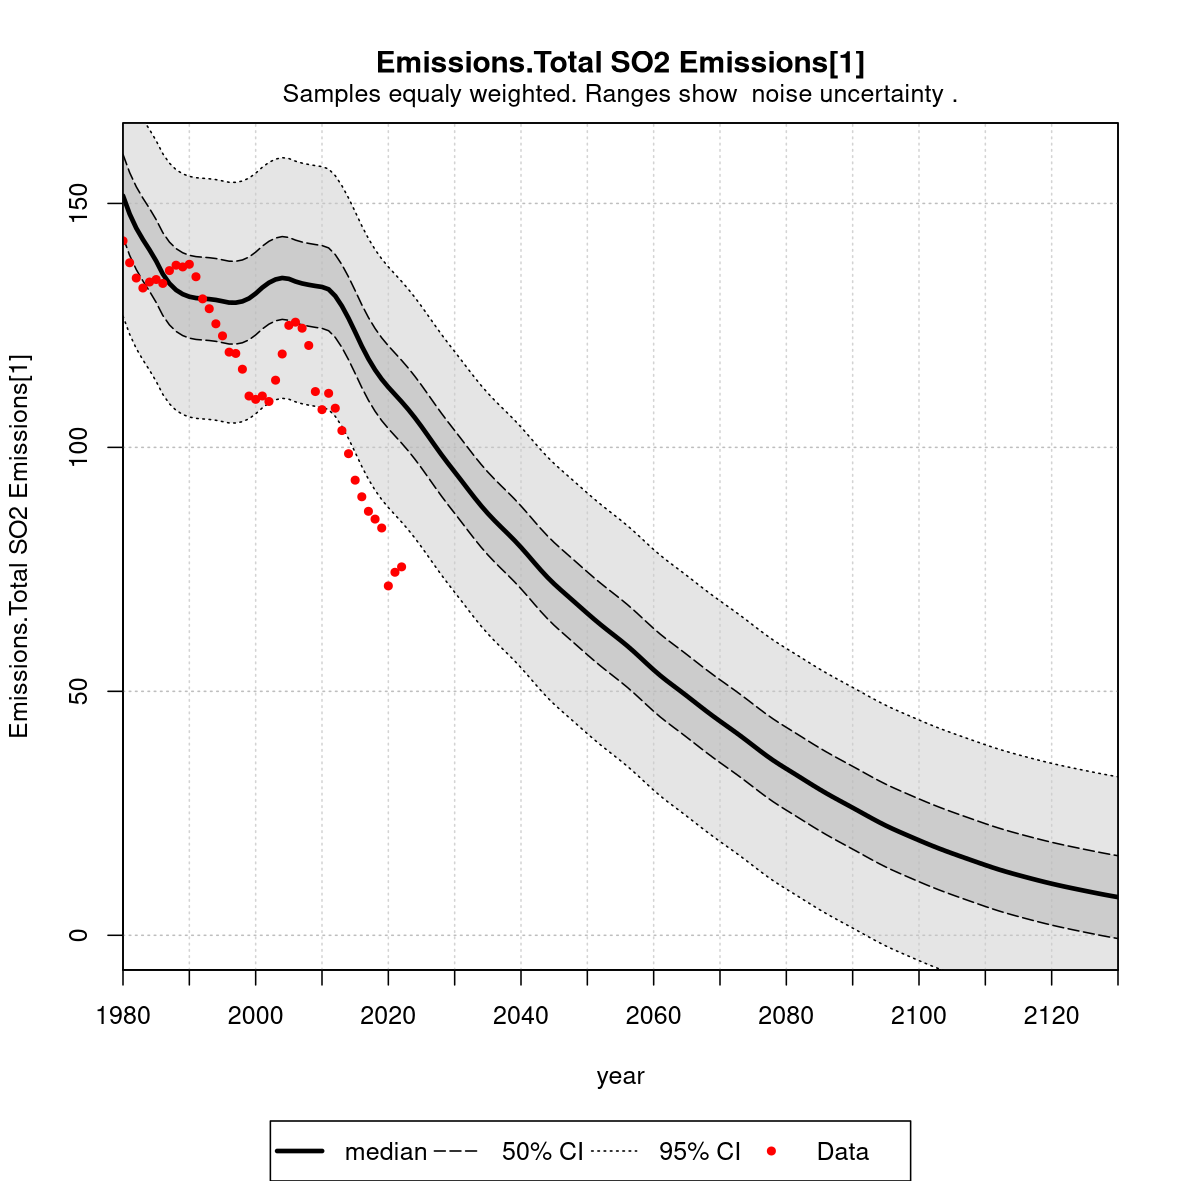 Emissions.Total SO2 Emissions[1]
Samples equaly weighted. Ranges show  noise uncertainty .
Emissions.Total SO2 Emissions[1]
150
100
50
0
1980 2000 2020 2040 2060 2080 2100 2120
year
median 50% CI 95% CI Data